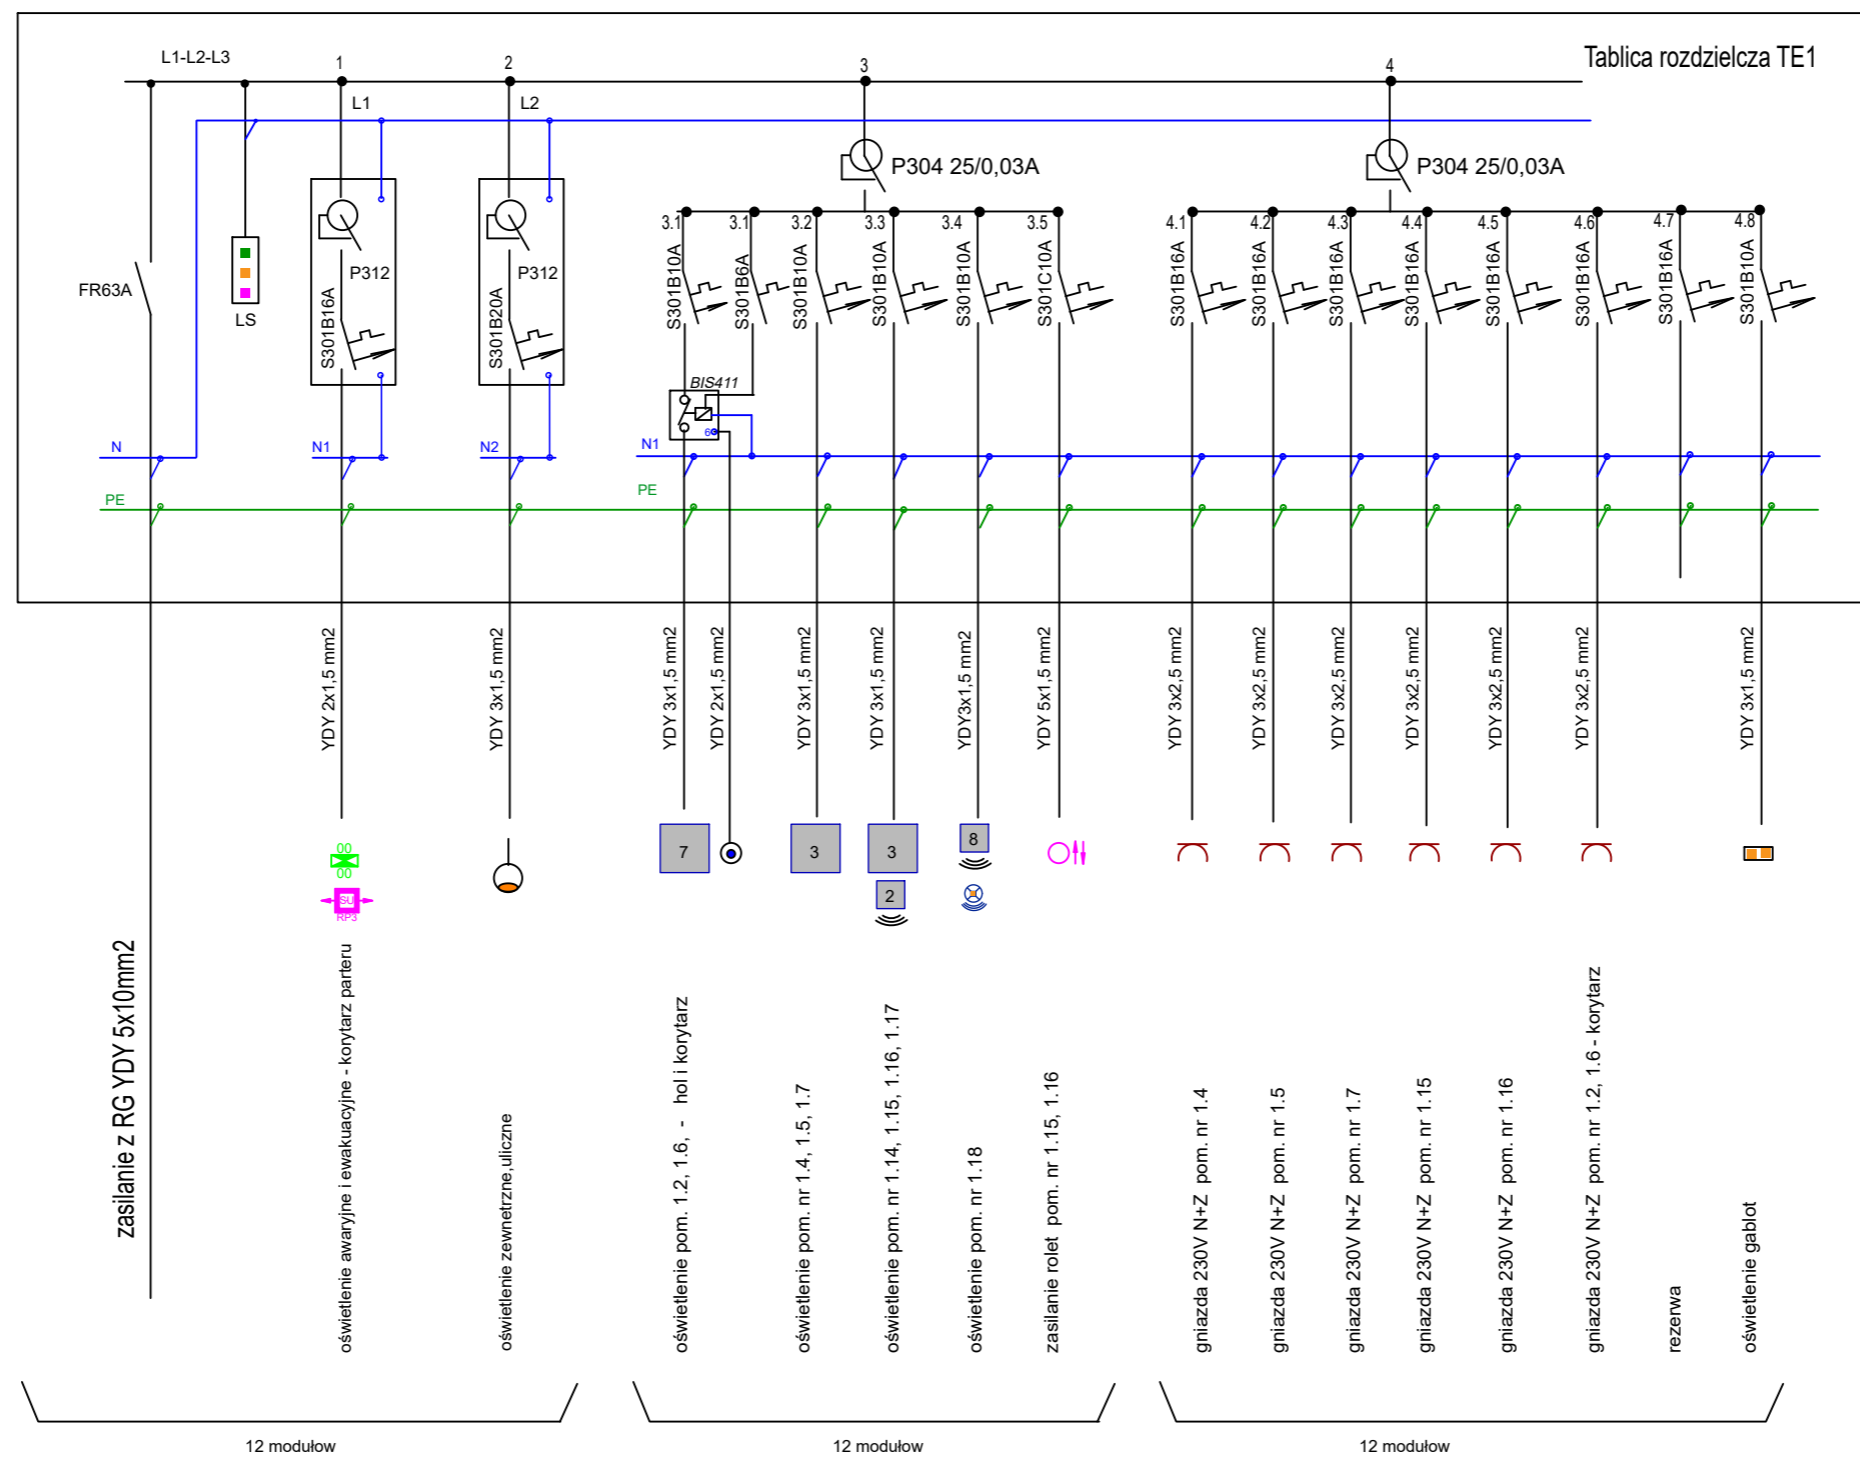 Tablica rozdzielcza TE1
L1-L2-L3
1
2
3
4
L1
L2
P304 25/0,03A
P304 25/0,03A
FR63A
LS
P312
S301B16A
P312
S301B20A
3.1
3.1
3.2
3.3
3.4
3.5
4.1
4.2
4.3
4.4
4.5
4.6
4.7
4.8
S301B10A
S301B6A
S301B10A
S301B10A
S301B10A
S301C10A
S301B16A
S301B16A
S301B16A
S301B16A
S301B16A
S301B16A
S301B16A
S301B10A
BIS411
6
N
N1
N2
N1
PE
PE
YDY 2x1,5 mm2
YDY 3x1,5 mm2
YDY 3x1,5 mm2
YDY 2x1,5 mm2
YDY 3x1,5 mm2
YDY 3x1,5 mm2
YDY3x1,5 mm2
YDY 5x1,5 mm2
YDY 3x2,5 mm2
YDY 3x2,5 mm2
YDY 3x2,5 mm2
YDY 3x2,5 mm2
YDY 3x2,5 mm2
YDY 3x2,5 mm2
YDY 3x1,5 mm2
00
00
SU
RP3
7
3
3
2
8
zasilanie z RG YDY 5x10mm2
oświetlenie awaryjne i ewakuacyjne - korytarz parteru
oświetlenie zewnetrzne,uliczne
oświetlenie pom. 1.2, 1.6, - hol i korytarz
oświetlenie pom. nr 1.4, 1.5, 1.7
oświetlenie pom. nr 1.14, 1.15, 1.16, 1.17
oświetlenie pom. nr 1.18
zasilanie rolet pom. nr 1.15, 1.16
gniazda 230V N+Z pom. nr 1.4
gniazda 230V N+Z pom. nr 1.5
gniazda 230V N+Z pom. nr 1.7
gniazda 230V N+Z pom. nr 1.15
gniazda 230V N+Z pom. nr 1.16
gniazda 230V N+Z pom. nr 1.2, 1.6 - korytarz
rezerwa
oświetlenie gablot
12 modułow
12 modułow
12 modułow